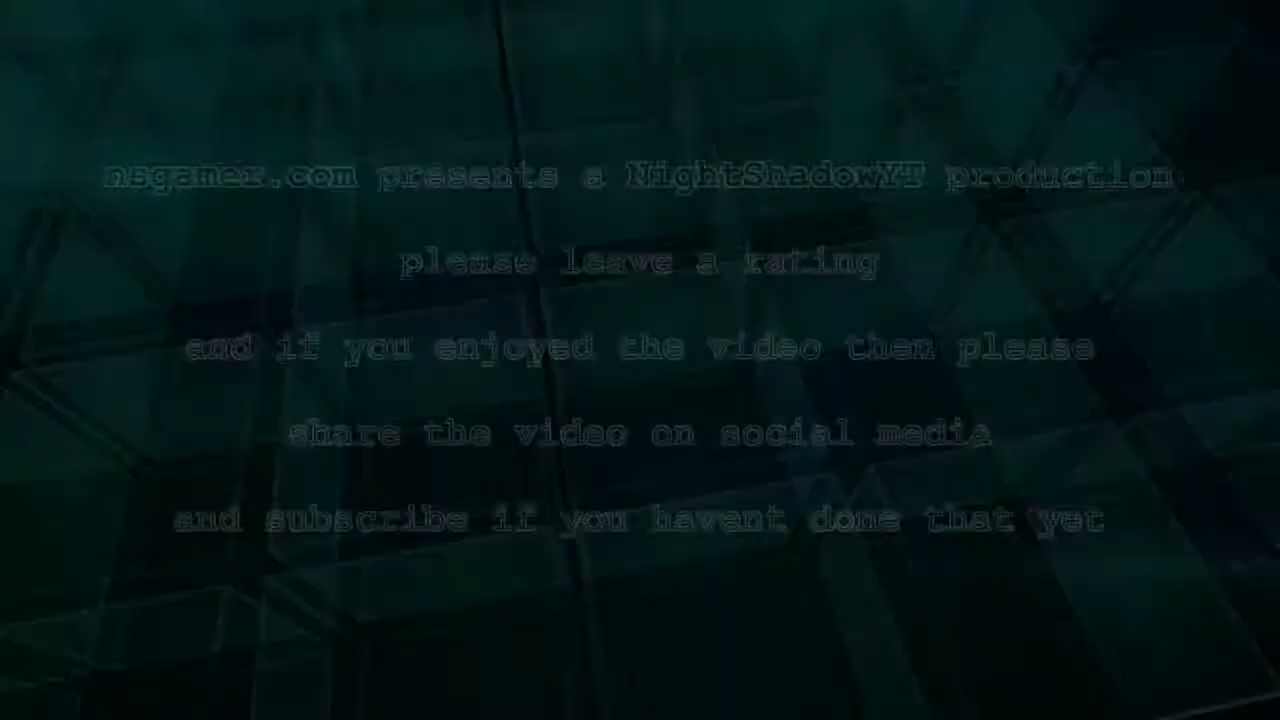 nsgamer.com presents a NightShadowYT production
please leave a rating
and if you enjoyed the video then please
share the video on social media
and subscribe if you havent done that yet